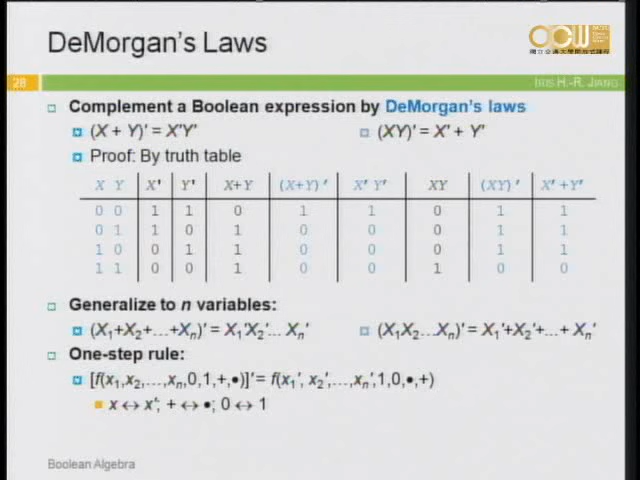 DeMorgan's Laws
28
IRIS H.-R. JIANG
Complement a Boolean expression by DeMorgan's laws
(X + Y)' = X'Y' (XY)' = X' + Y'
Proof: By truth table
X Y X' Y' X+Y (X+Y)' X' Y' XY (XY)' X'+Y'
0 0 1 1 0 1 1 0 1 1
0 1 1 0 1 0 0 0 1 1
1 0 0 1 1 0 0 0 1 1
1 1 0 0 1 0 0 1 0 0
Generalize to n variables:
(X₁+X₂+…+Xₙ)' = X₁'X₂'… Xₙ' (X₁X₂…Xₙ)' = X₁'+X₂'+…+ Xₙ'
One-step rule:
[f(x₁,x₂,…,xₙ,0,1,+,•)]' = f(x₁', x₂',…,xₙ',1,0,•,+)
x ↔ x'; + ↔ •; 0 ↔ 1
Boolean Algebra